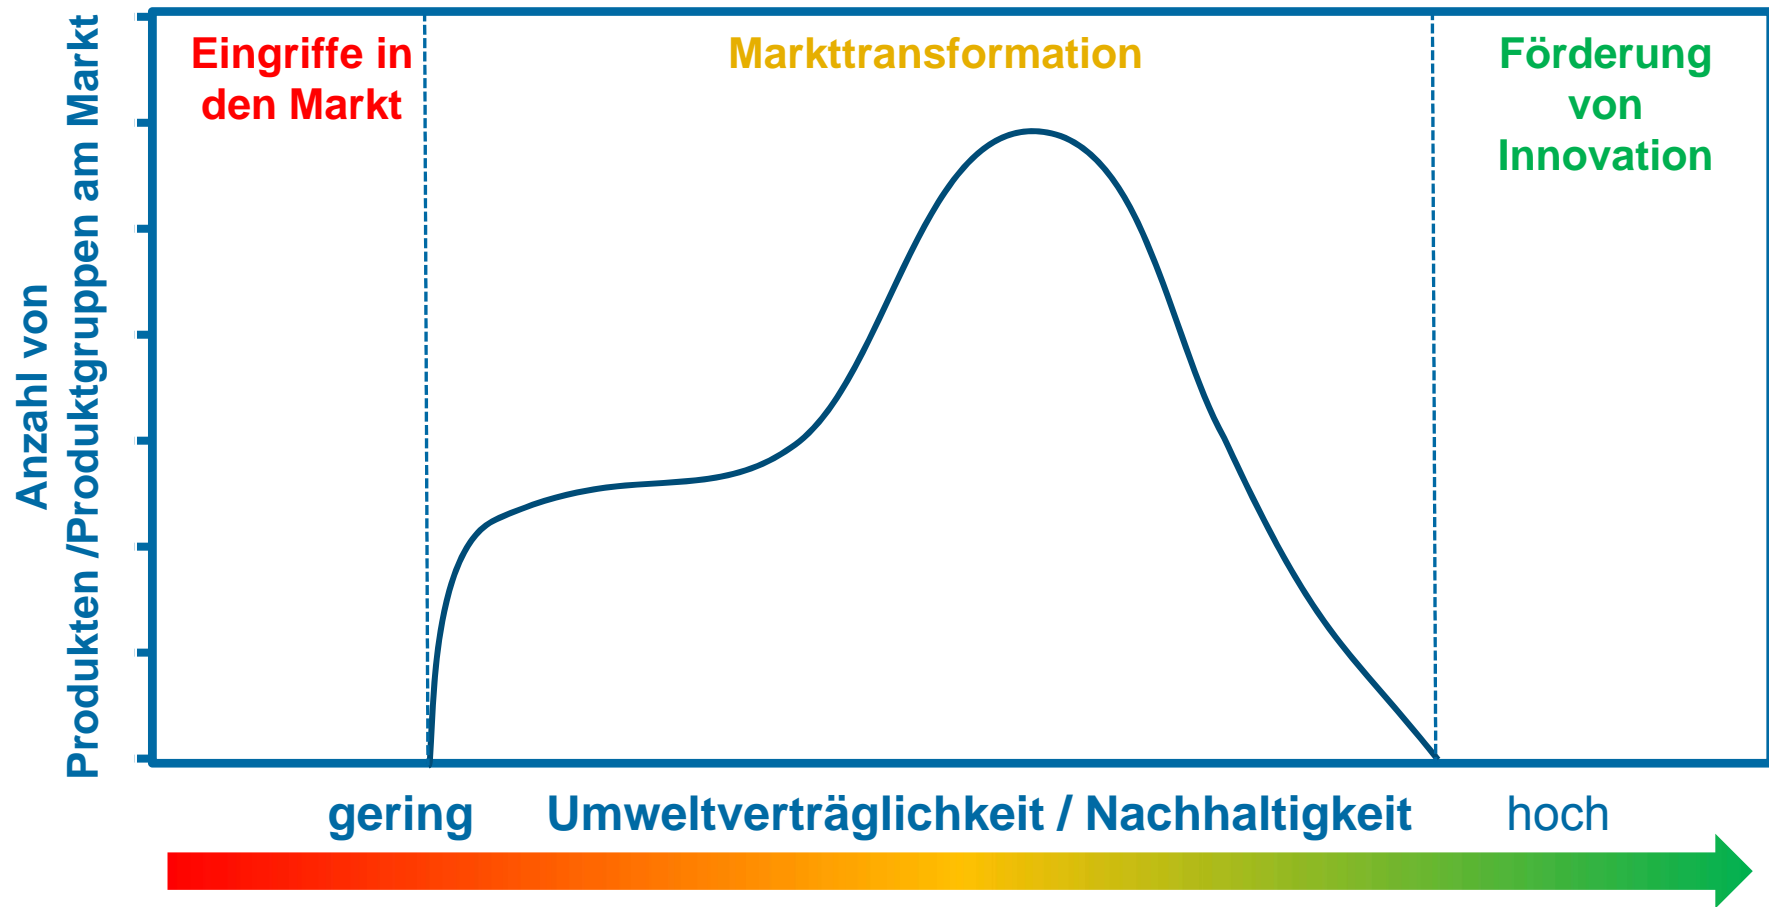 Eingriffe in
den Markt
Markttransformation
Förderung
von
Innovation
Anzahl von
Produkten /Produktgruppen am Markt
gering
Umweltverträglichkeit / Nachhaltigkeit
hoch